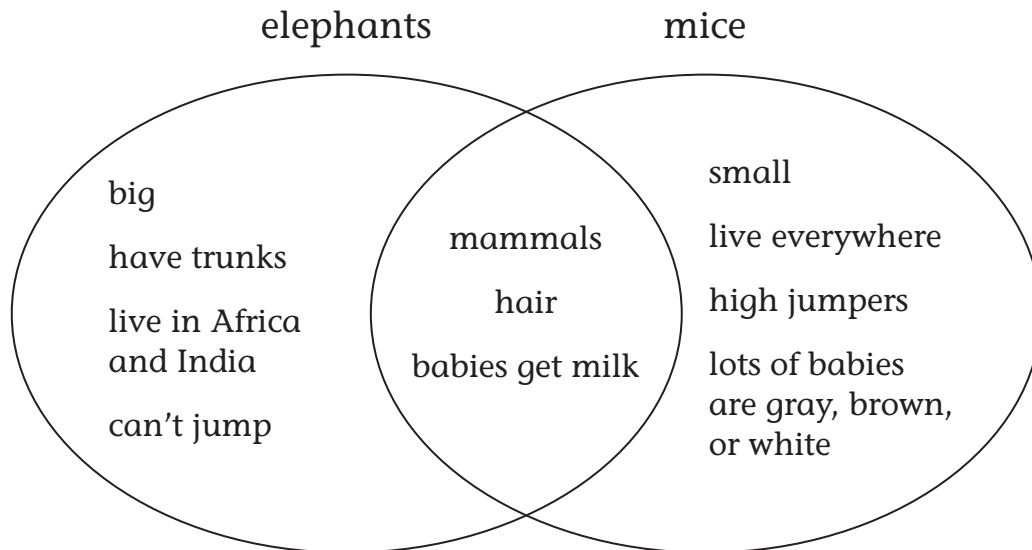 elephants
mice
big
have trunks
live in Africa
and India
can't jump
mammals
hair
babies get milk
small
live everywhere
high jumpers
lots of babies
are gray, brown,
or white